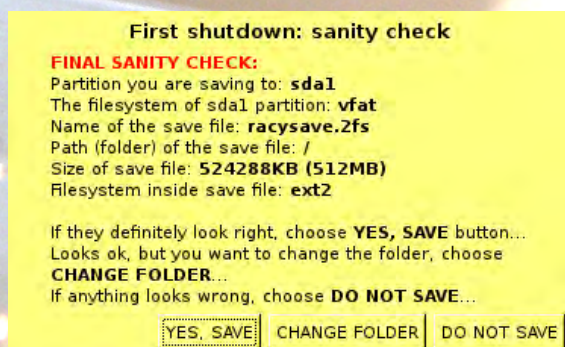 First shutdown: sanity check
FINAL SANITY CHECK:
Partition you are saving to: sda1
The filesystem of sda1 partition: vfat
Name of the save file: racysave.2fs
Path (folder) of the save file: /
Size of save file: 524288KB (512MB)
Filesystem inside save file: ext2
If they definitely look right, choose YES, SAVE button...
Looks ok, but you want to change the folder, choose
CHANGE FOLDER...
If anything looks wrong, choose DO NOT SAVE...
YES, SAVE CHANGE FOLDER DO NOT SAVE